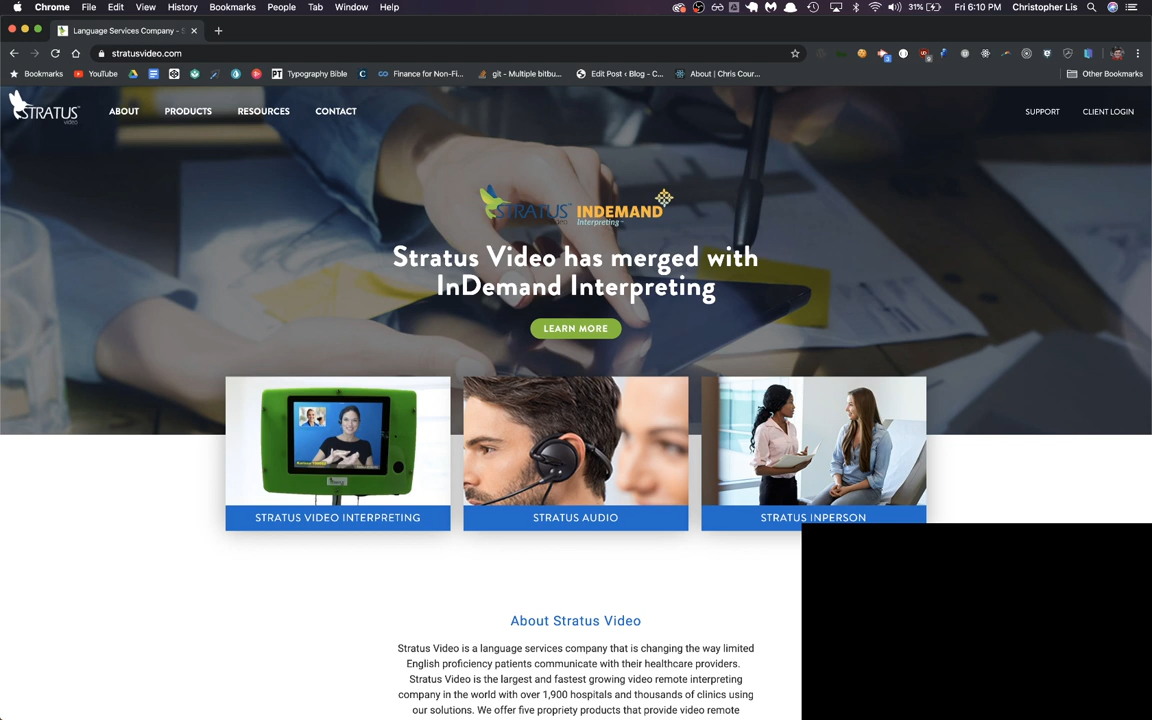 Chrome File Edit View History Bookmarks People Tab Window Help 31% Fri 6:10 PM Christopher Lis
Language Services Company - S
stratusvideo.com
Bookmarks YouTube PT Typography Bible C Finance for Non-Fi... git - Multiple bitbu... Edit Post ‹ Blog - C... About | Chris Cour... Other Bookmarks
STRATUS video ABOUT PRODUCTS RESOURCES CONTACT SUPPORT CLIENT LOGIN
STRATUS video INDEMAND Interpreting
Stratus Video has merged with
InDemand Interpreting
LEARN MORE
STRATUS VIDEO INTERPRETING STRATUS AUDIO STRATUS INPERSON
About Stratus Video
Stratus Video is a language services company that is changing the way limited
English proficiency patients communicate with their healthcare providers.
Stratus Video is the largest and fastest growing video remote interpreting
company in the world with over 1,900 hospitals and thousands of clinics using
our solutions. We offer five propriety products that provide video remote